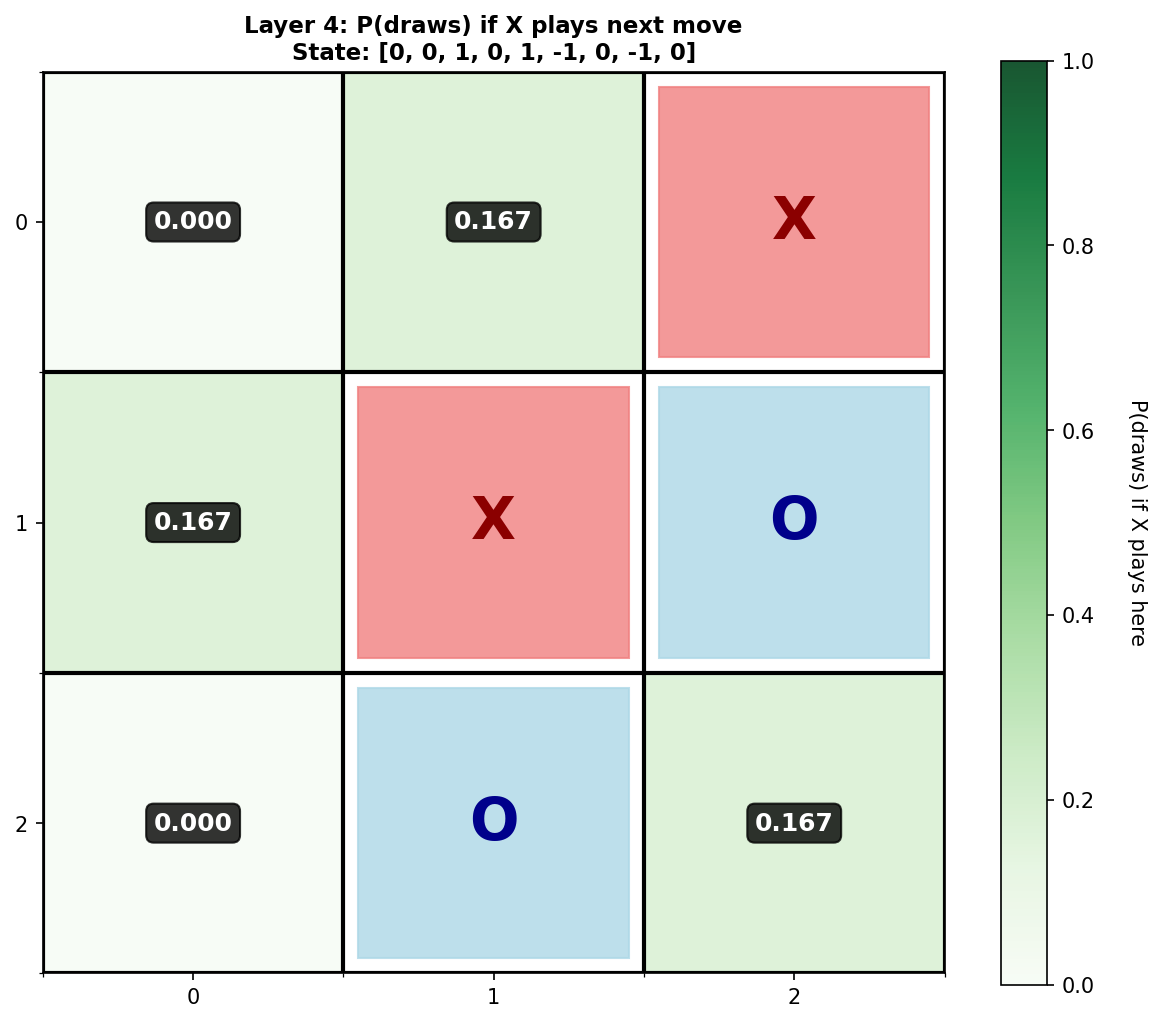 Layer 4: P(draws) if X plays next move
State: [0, 0, 1, 0, 1, -1, 0, -1, 0]
0
0.000
0.167
X
1
0.167
X
O
2
0.000
O
0.167
0
1
2
1.0
0.8
0.6
0.4
0.2
0.0
P(draws) if X plays here